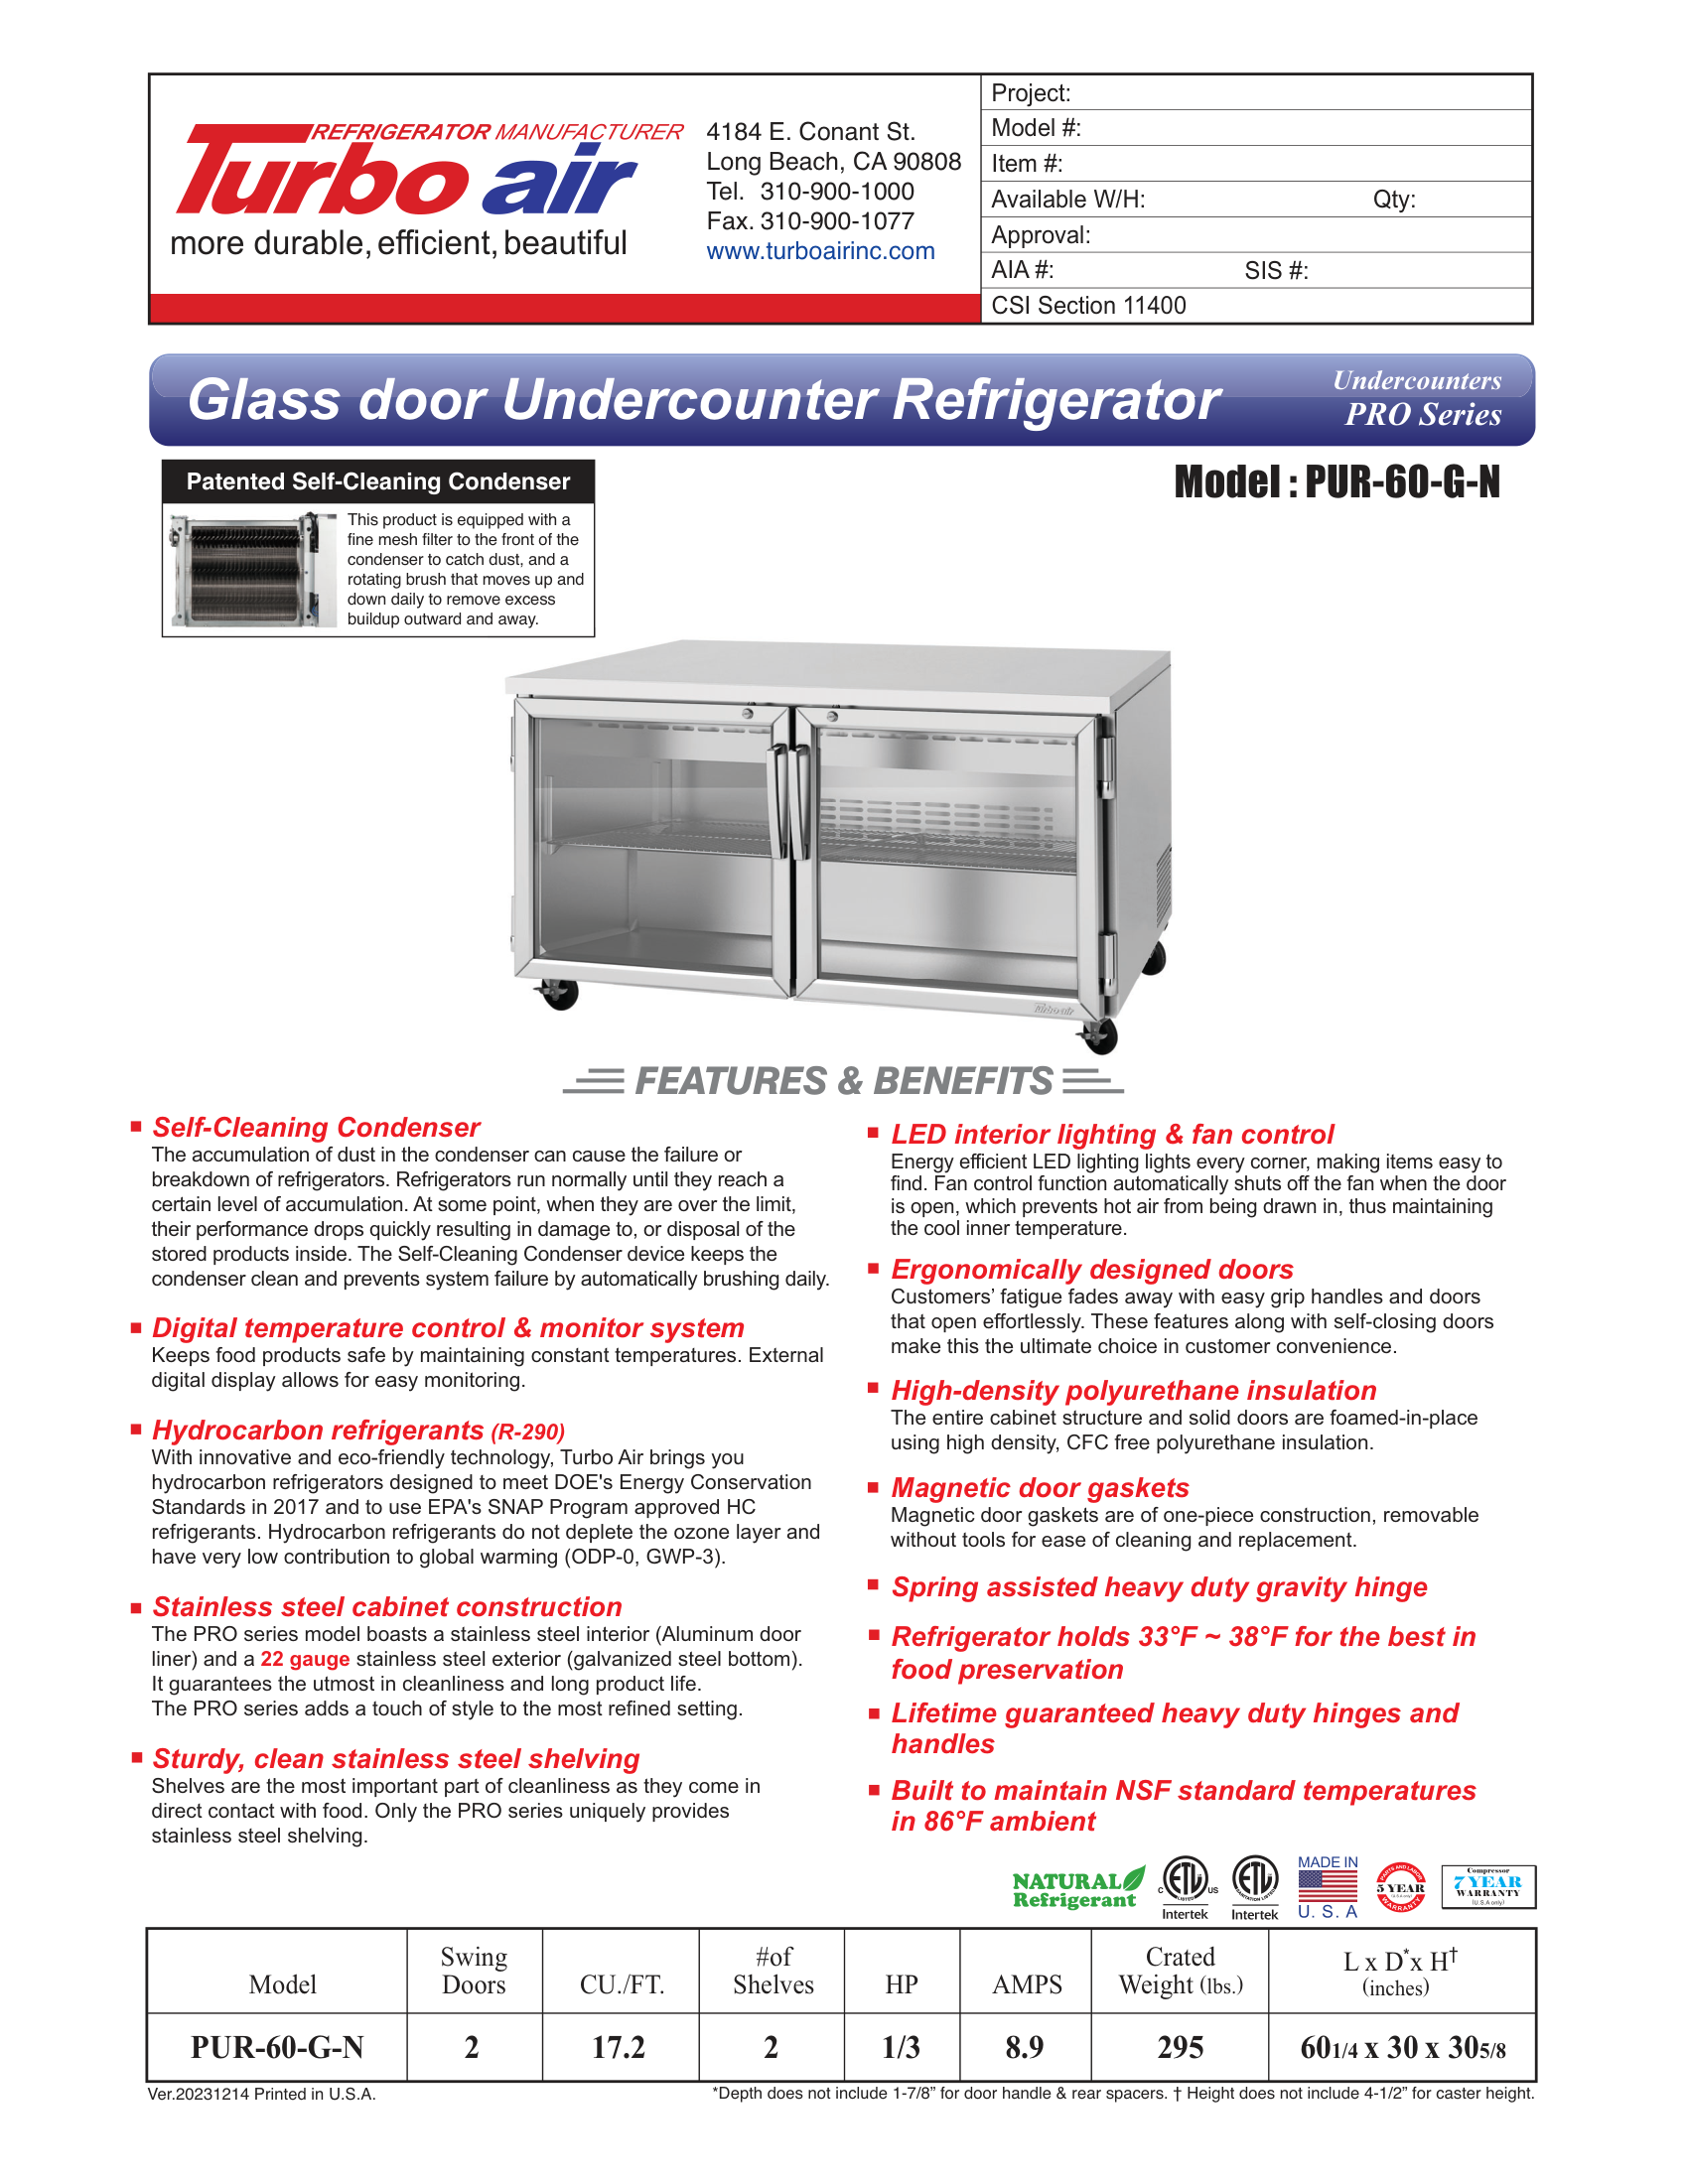 REFRIGERATOR MANUFACTURER
Turbo air
more durable, efficient, beautiful
4184 E. Conant St.
Long Beach, CA 90808
Tel. 310-900-1000
Fax. 310-900-1077
www.turboairinc.com
Project:
Model #:
Item #:
Available W/H: Qty:
Approval:
AIA #: SIS #:
CSI Section 11400
Glass door Undercounter Refrigerator
Undercounters
PRO Series
Patented Self-Cleaning Condenser
This product is equipped with a
fine mesh filter to the front of the
condenser to catch dust, and a
rotating brush that moves up and
down daily to remove excess
buildup outward and away.
Model : PUR-60-G-N
Turbo air
FEATURES & BENEFITS
Self-Cleaning Condenser
The accumulation of dust in the condenser can cause the failure or
breakdown of refrigerators. Refrigerators run normally until they reach a
certain level of accumulation. At some point, when they are over the limit,
their performance drops quickly resulting in damage to, or disposal of the
stored products inside. The Self-Cleaning Condenser device keeps the
condenser clean and prevents system failure by automatically brushing daily.
Digital temperature control & monitor system
Keeps food products safe by maintaining constant temperatures. External
digital display allows for easy monitoring.
Hydrocarbon refrigerants (R-290)
With innovative and eco-friendly technology, Turbo Air brings you
hydrocarbon refrigerators designed to meet DOE's Energy Conservation
Standards in 2017 and to use EPA's SNAP Program approved HC
refrigerants. Hydrocarbon refrigerants do not deplete the ozone layer and
have very low contribution to global warming (ODP-0, GWP-3).
Stainless steel cabinet construction
The PRO series model boasts a stainless steel interior (Aluminum door
liner) and a 22 gauge stainless steel exterior (galvanized steel bottom).
It guarantees the utmost in cleanliness and long product life.
The PRO series adds a touch of style to the most refined setting.
Sturdy, clean stainless steel shelving
Shelves are the most important part of cleanliness as they come in
direct contact with food. Only the PRO series uniquely provides
stainless steel shelving.
LED interior lighting & fan control
Energy efficient LED lighting lights every corner, making items easy to
find. Fan control function automatically shuts off the fan when the door
is open, which prevents hot air from being drawn in, thus maintaining
the cool inner temperature.
Ergonomically designed doors
Customers' fatigue fades away with easy grip handles and doors
that open effortlessly. These features along with self-closing doors
make this the ultimate choice in customer convenience.
High-density polyurethane insulation
The entire cabinet structure and solid doors are foamed-in-place
using high density, CFC free polyurethane insulation.
Magnetic door gaskets
Magnetic door gaskets are of one-piece construction, removable
without tools for ease of cleaning and replacement.
Spring assisted heavy duty gravity hinge
Refrigerator holds 33°F ~ 38°F for the best in
food preservation
Lifetime guaranteed heavy duty hinges and
handles
Built to maintain NSF standard temperatures
in 86°F ambient
NATURAL
Refrigerant
C ETL US
LISTED
Intertek
ETL
SANITATION LISTED
Intertek
MADE IN
U. S. A
PARTS AND LABOR
5 YEAR
(U.S.A only)
WARRANTY
Compressor
7 YEAR
WARRANTY
(U.S.A only)
Model Swing Doors CU./FT. #of Shelves HP AMPS Crated Weight (lbs.) L x D* x H† (inches)
PUR-60-G-N 2 17.2 2 1/3 8.9 295 601/4 x 30 x 305/8
Ver.20231214 Printed in U.S.A.
*Depth does not include 1-7/8” for door handle & rear spacers. † Height does not include 4-1/2” for caster height.